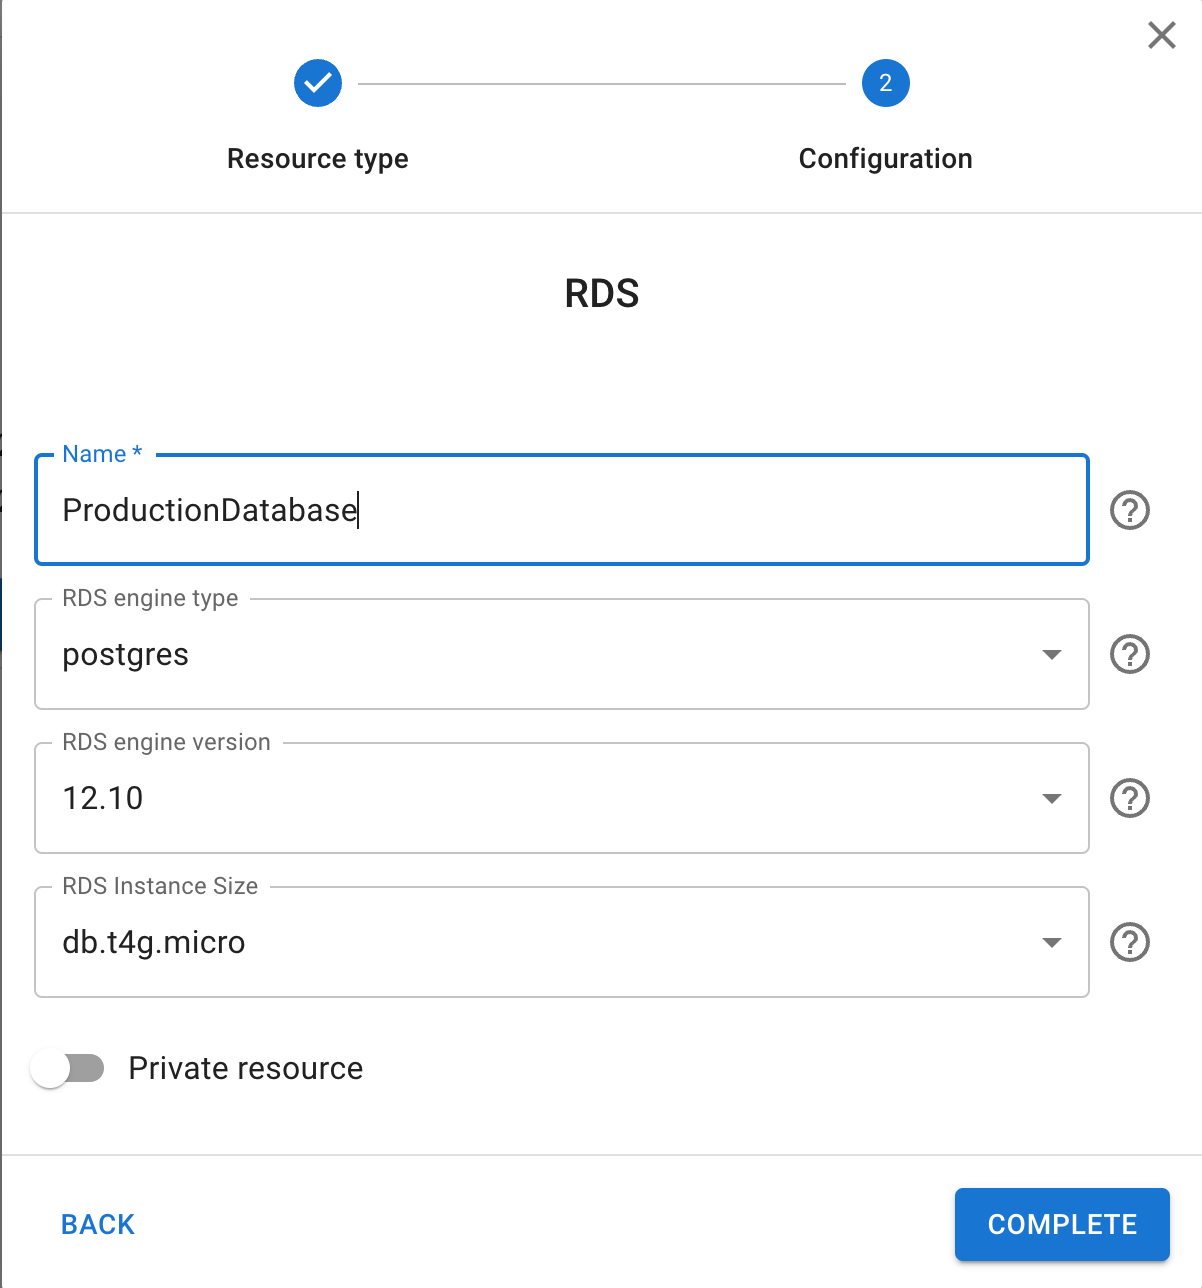 2
Resource type
Configuration
RDS
Name *
ProductionDatabase
RDS engine type
postgres
RDS engine version
12.10
RDS Instance Size
db.t4g.micro
Private resource
BACK
COMPLETE